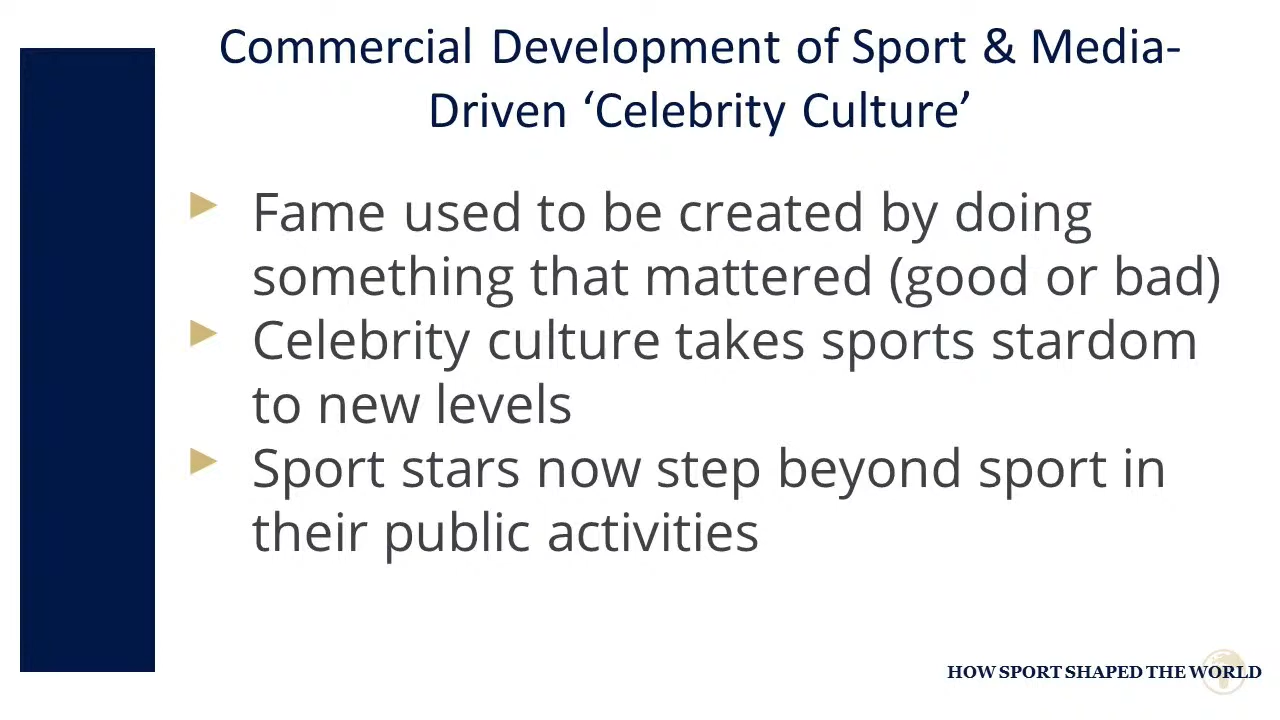 Commercial Development of Sport & Media-
Driven ‘Celebrity Culture’
Fame used to be created by doing
something that mattered (good or bad)
Celebrity culture takes sports stardom
to new levels
Sport stars now step beyond sport in
their public activities
HOW SPORT SHAPED THE WORLD